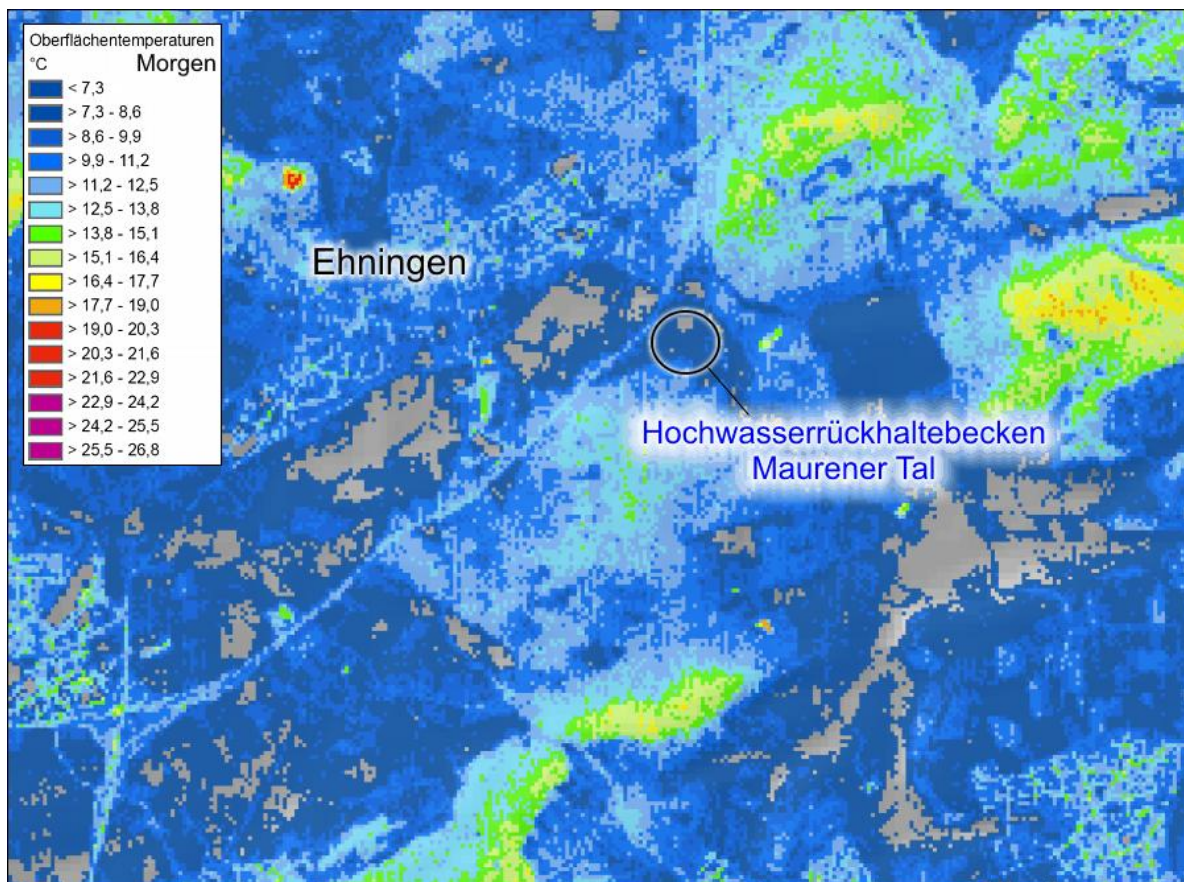 Oberflächentemperaturen
°C Morgen
< 7,3
> 7,3 - 8,6
> 8,6 - 9,9
> 9,9 - 11,2
> 11,2 - 12,5
> 12,5 - 13,8
> 13,8 - 15,1
> 15,1 - 16,4
> 16,4 - 17,7
> 17,7 - 19,0
> 19,0 - 20,3
> 20,3 - 21,6
> 21,6 - 22,9
> 22,9 - 24,2
> 24,2 - 25,5
> 25,5 - 26,8
Ehningen
Hochwasserrückhaltebecken
Maurener Tal